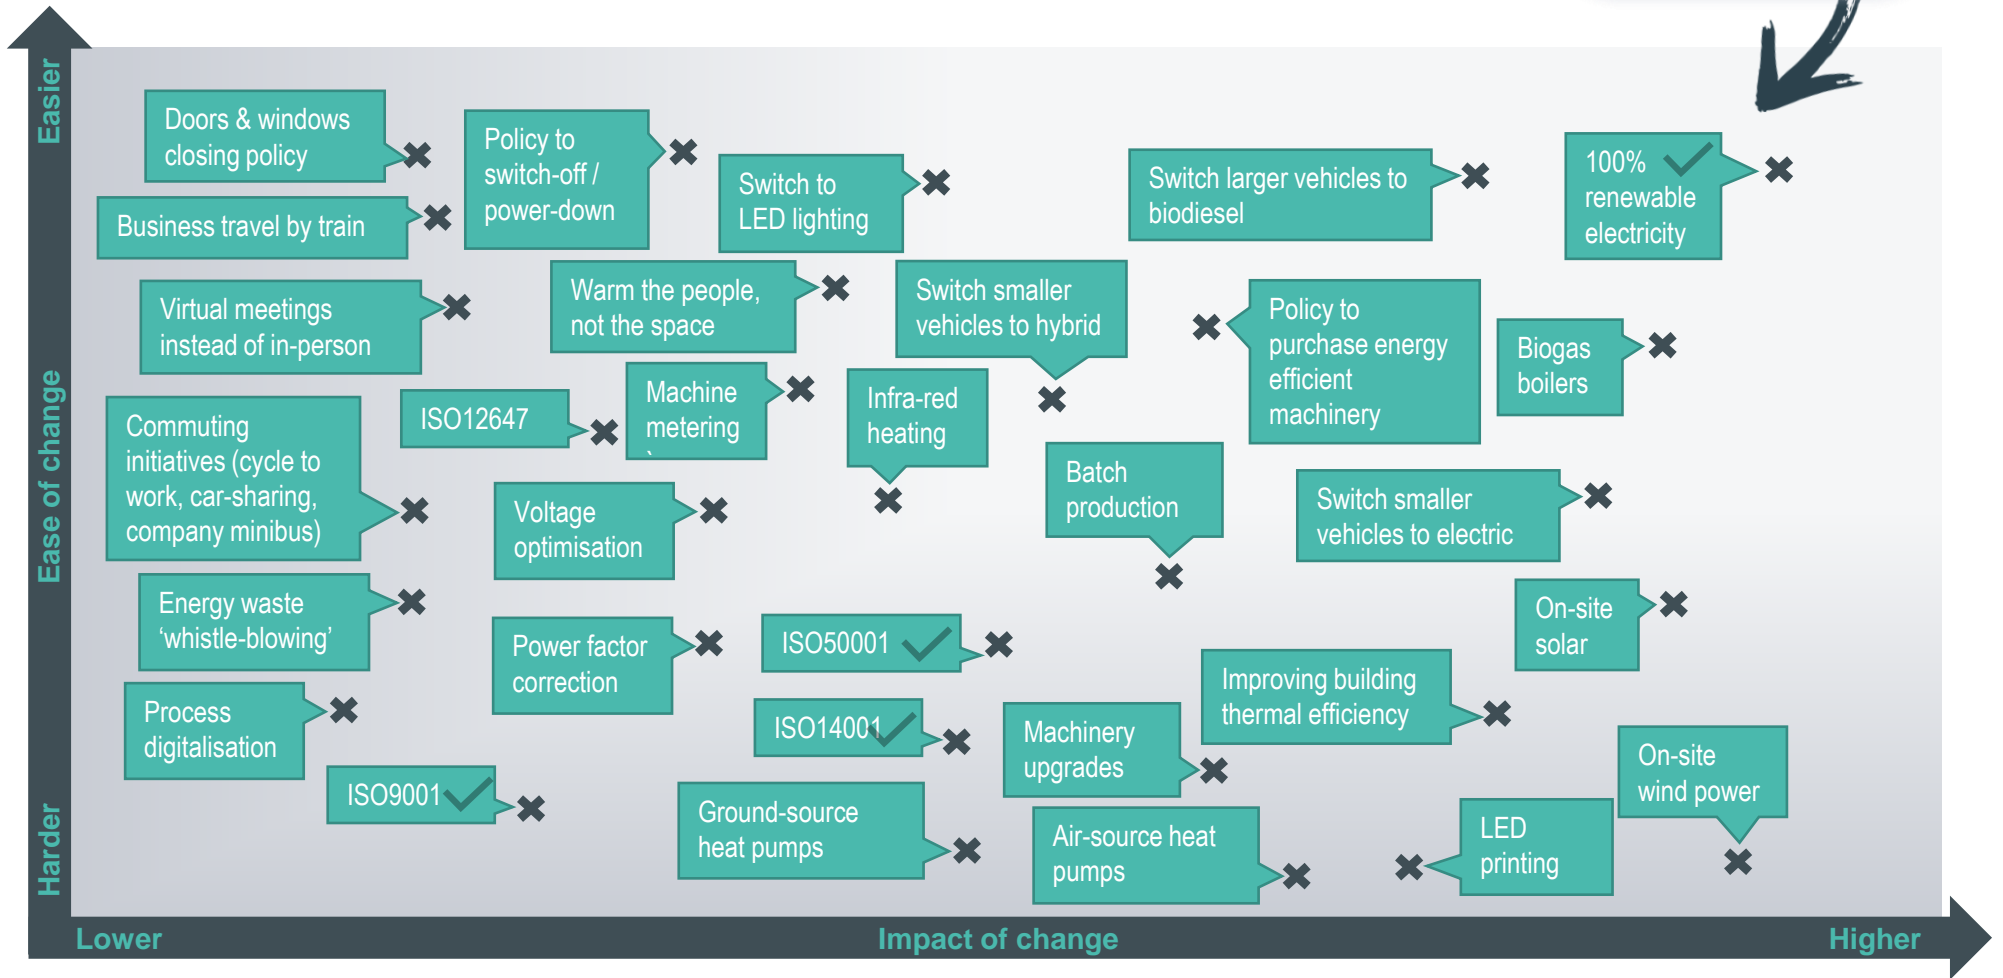 Easier
Ease of change
Harder
Doors & windows
closing policy
Policy to
switch-off /
power-down
Switch to
LED lighting
Switch larger vehicles to
biodiesel
100%
renewable
electricity
Business travel by train
Virtual meetings
instead of in-person
Warm the people,
not the space
Switch smaller
vehicles to hybrid
Policy to
purchase energy
efficient
machinery
Biogas
boilers
Commuting
initiatives (cycle to
work, car-sharing,
company minibus)
ISO12647
Machine
metering
`
Infra-red
heating
Batch
production
Switch smaller
vehicles to electric
Voltage
optimisation
Energy waste
‘whistle-blowing’
Power factor
correction
ISO50001
On-site
solar
Improving building
thermal efficiency
Process
digitalisation
ISO14001
Machinery
upgrades
On-site
wind power
ISO9001
Ground-source
heat pumps
Air-source heat
pumps
LED
printing
Lower
Impact of change
Higher